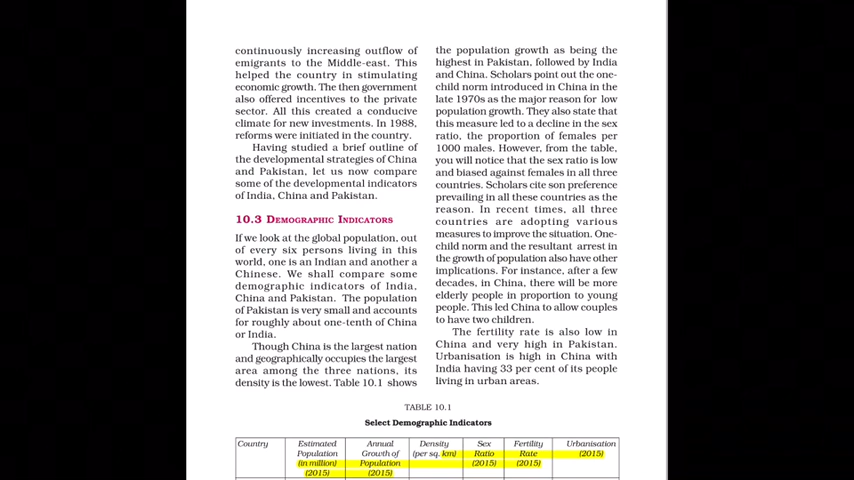 continuously increasing outflow of
emigrants to the Middle-east. This
helped the country in stimulating
economic growth. The then government
also offered incentives to the private
sector. All this created a conducive
climate for new investments. In 1988,
reforms were initiated in the country.
Having studied a brief outline of
the developmental strategies of China
and Pakistan, let us now compare
some of the developmental indicators
of India, China and Pakistan.
10.3 DEMOGRAPHIC INDICATORS
If we look at the global population, out
of every six persons living in this
world, one is an Indian and another a
Chinese. We shall compare some
demographic indicators of India,
China and Pakistan. The population
of Pakistan is very small and accounts
for roughly about one-tenth of China
or India.
Though China is the largest nation
and geographically occupies the largest
area among the three nations, its
density is the lowest. Table 10.1 shows
the population growth as being the
highest in Pakistan, followed by India
and China. Scholars point out the one-
child norm introduced in China in the
late 1970s as the major reason for low
population growth. They also state that
this measure led to a decline in the sex
ratio, the proportion of females per
1000 males. However, from the table,
you will notice that the sex ratio is low
and biased against females in all three
countries. Scholars cite son preference
prevailing in all these countries as the
reason. In recent times, all three
countries are adopting various
measures to improve the situation. One-
child norm and the resultant arrest in
the growth of population also have other
implications. For instance, after a few
decades, in China, there will be more
elderly people in proportion to young
people. This led China to allow couples
to have two children.
The fertility rate is also low in
China and very high in Pakistan.
Urbanisation is high in China with
India having 33 per cent of its people
living in urban areas.
TABLE 10.1
Select Demographic Indicators
Country Estimated Annual Density Sex Fertility Urbanisation
Population Growth of (per sq. km) Ratio Rate (2015)
(in million) Population (2015) (2015)
(2015) (2015)